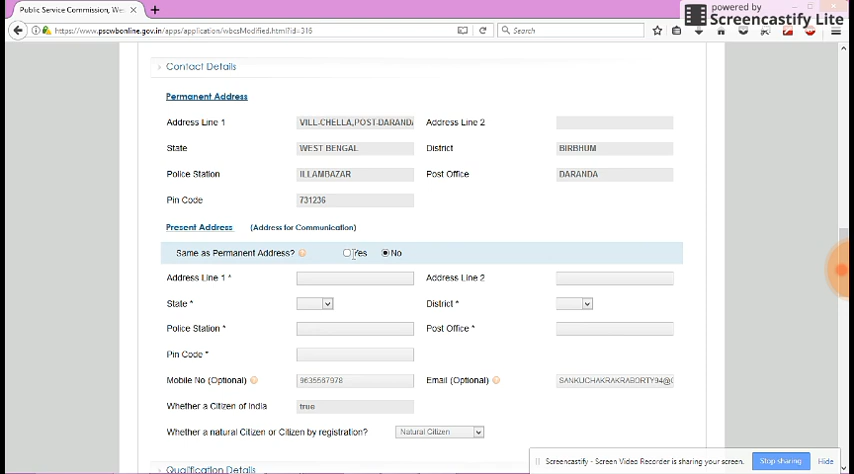 Public Service Commission, Wes
powered by
Screencastify Lite
https://www.pscwbonline.gov.in/apps/application/wbcsModified.html?id=316
Search
Contact Details
Permanent Address
Address Line 1 VILL-CHELLA,POST-DARANDA Address Line 2
State WEST BENGAL District BIRBHUM
Police Station ILLAMBAZAR Post Office DARANDA
Pin Code 731236
Present Address (Address for Communication)
Same as Permanent Address? Yes No
Address Line 1 * Address Line 2
State * District *
Police Station * Post Office *
Pin Code *
Mobile No (Optional) 9635567978 Email (Optional) SANKUCHAKRAKRABORTY94@
Whether a Citizen of India true
Whether a natural Citizen or Citizen by registration? Natural Citizen
Qualification Details
Screencastify - Screen Video Recorder is sharing your screen. Stop sharing Hide